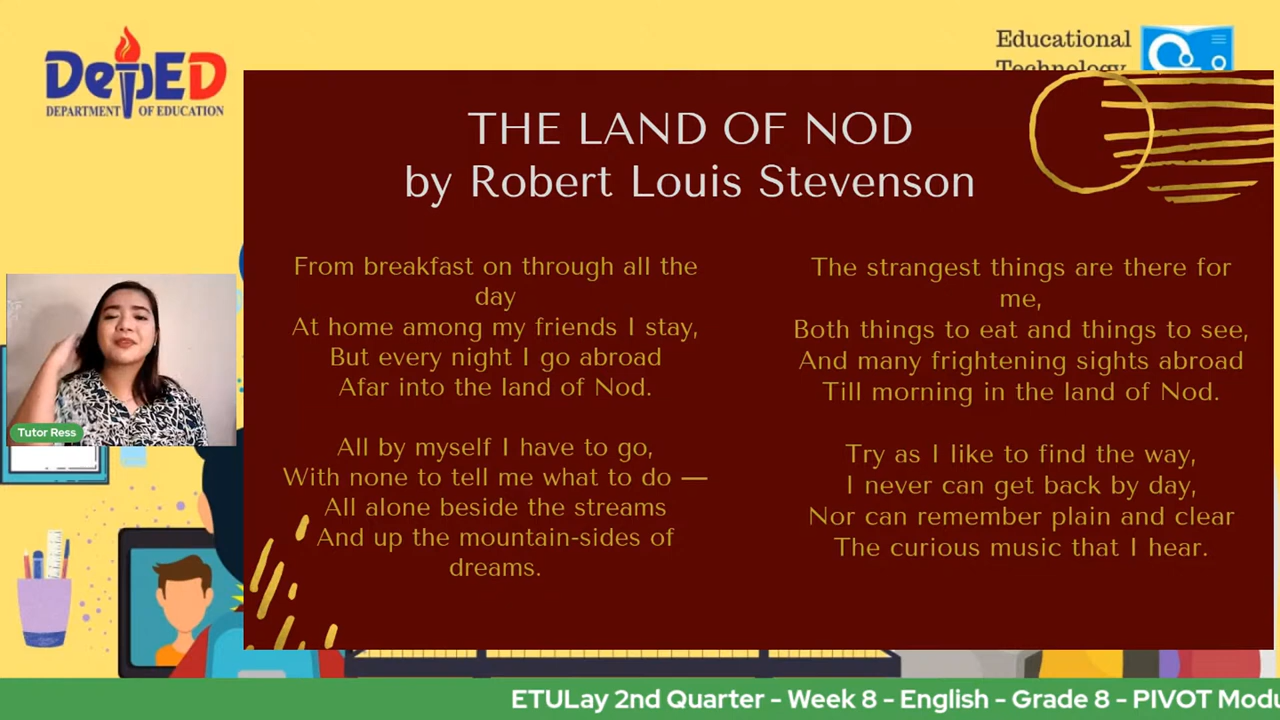 DepED
DEPARTMENT OF EDUCATION
Educational
Technology
THE LAND OF NOD
by Robert Louis Stevenson
From breakfast on through all the
day
At home among my friends I stay,
But every night I go abroad
Afar into the land of Nod.
All by myself I have to go,
With none to tell me what to do —
All alone beside the streams
And up the mountain-sides of
dreams.
The strangest things are there for
me,
Both things to eat and things to see,
And many frightening sights abroad
Till morning in the land of Nod.
Try as I like to find the way,
I never can get back by day,
Nor can remember plain and clear
The curious music that I hear.
Tutor Ress
ETULay 2nd Quarter - Week 8 - English - Grade 8 - PIVOT Modu